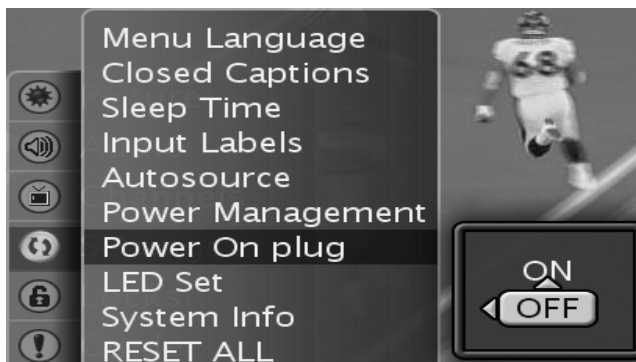 Menu Language
Closed Captions
Sleep Time
Input Labels
Autosource
Power Management
Power On plug
LED Set
System Info
RESET ALL
68
ON
OFF